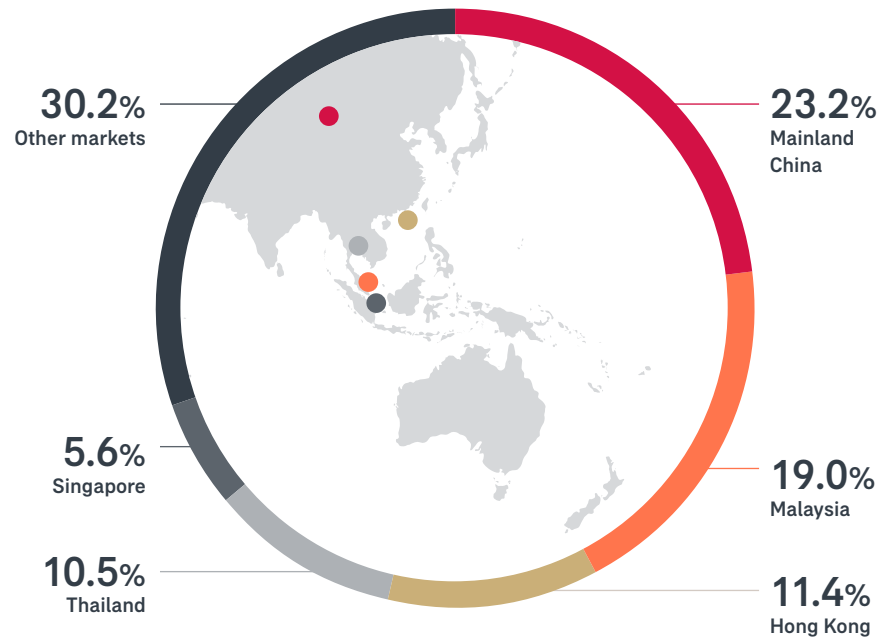 30.2%
Other markets
23.2%
Mainland
China
5.6%
Singapore
19.0%
Malaysia
10.5%
Thailand
11.4%
Hong Kong